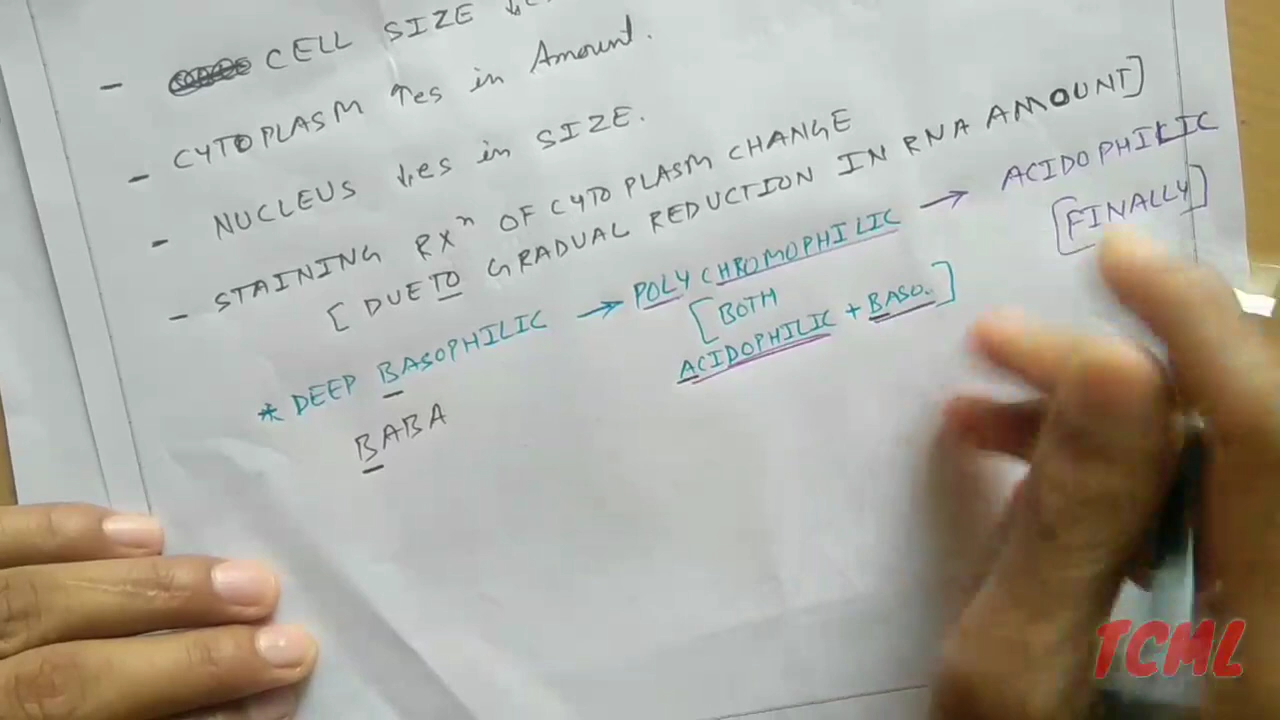 - CELL SIZE ↓es
- CYTOPLASM ↑es in Amount.
- NUCLEUS ↓es in SIZE.
- STAINING RXⁿ OF CYTOPLASM CHANGE
[DUE TO GRADUAL REDUCTION IN RNA AMOUNT]
* DEEP BASOPHILIC → POLYCHROMOPHILIC → ACIDOPHILIC
[BOTH ACIDOPHILIC + BASO..]
[FINALLY]
BABA
TCML